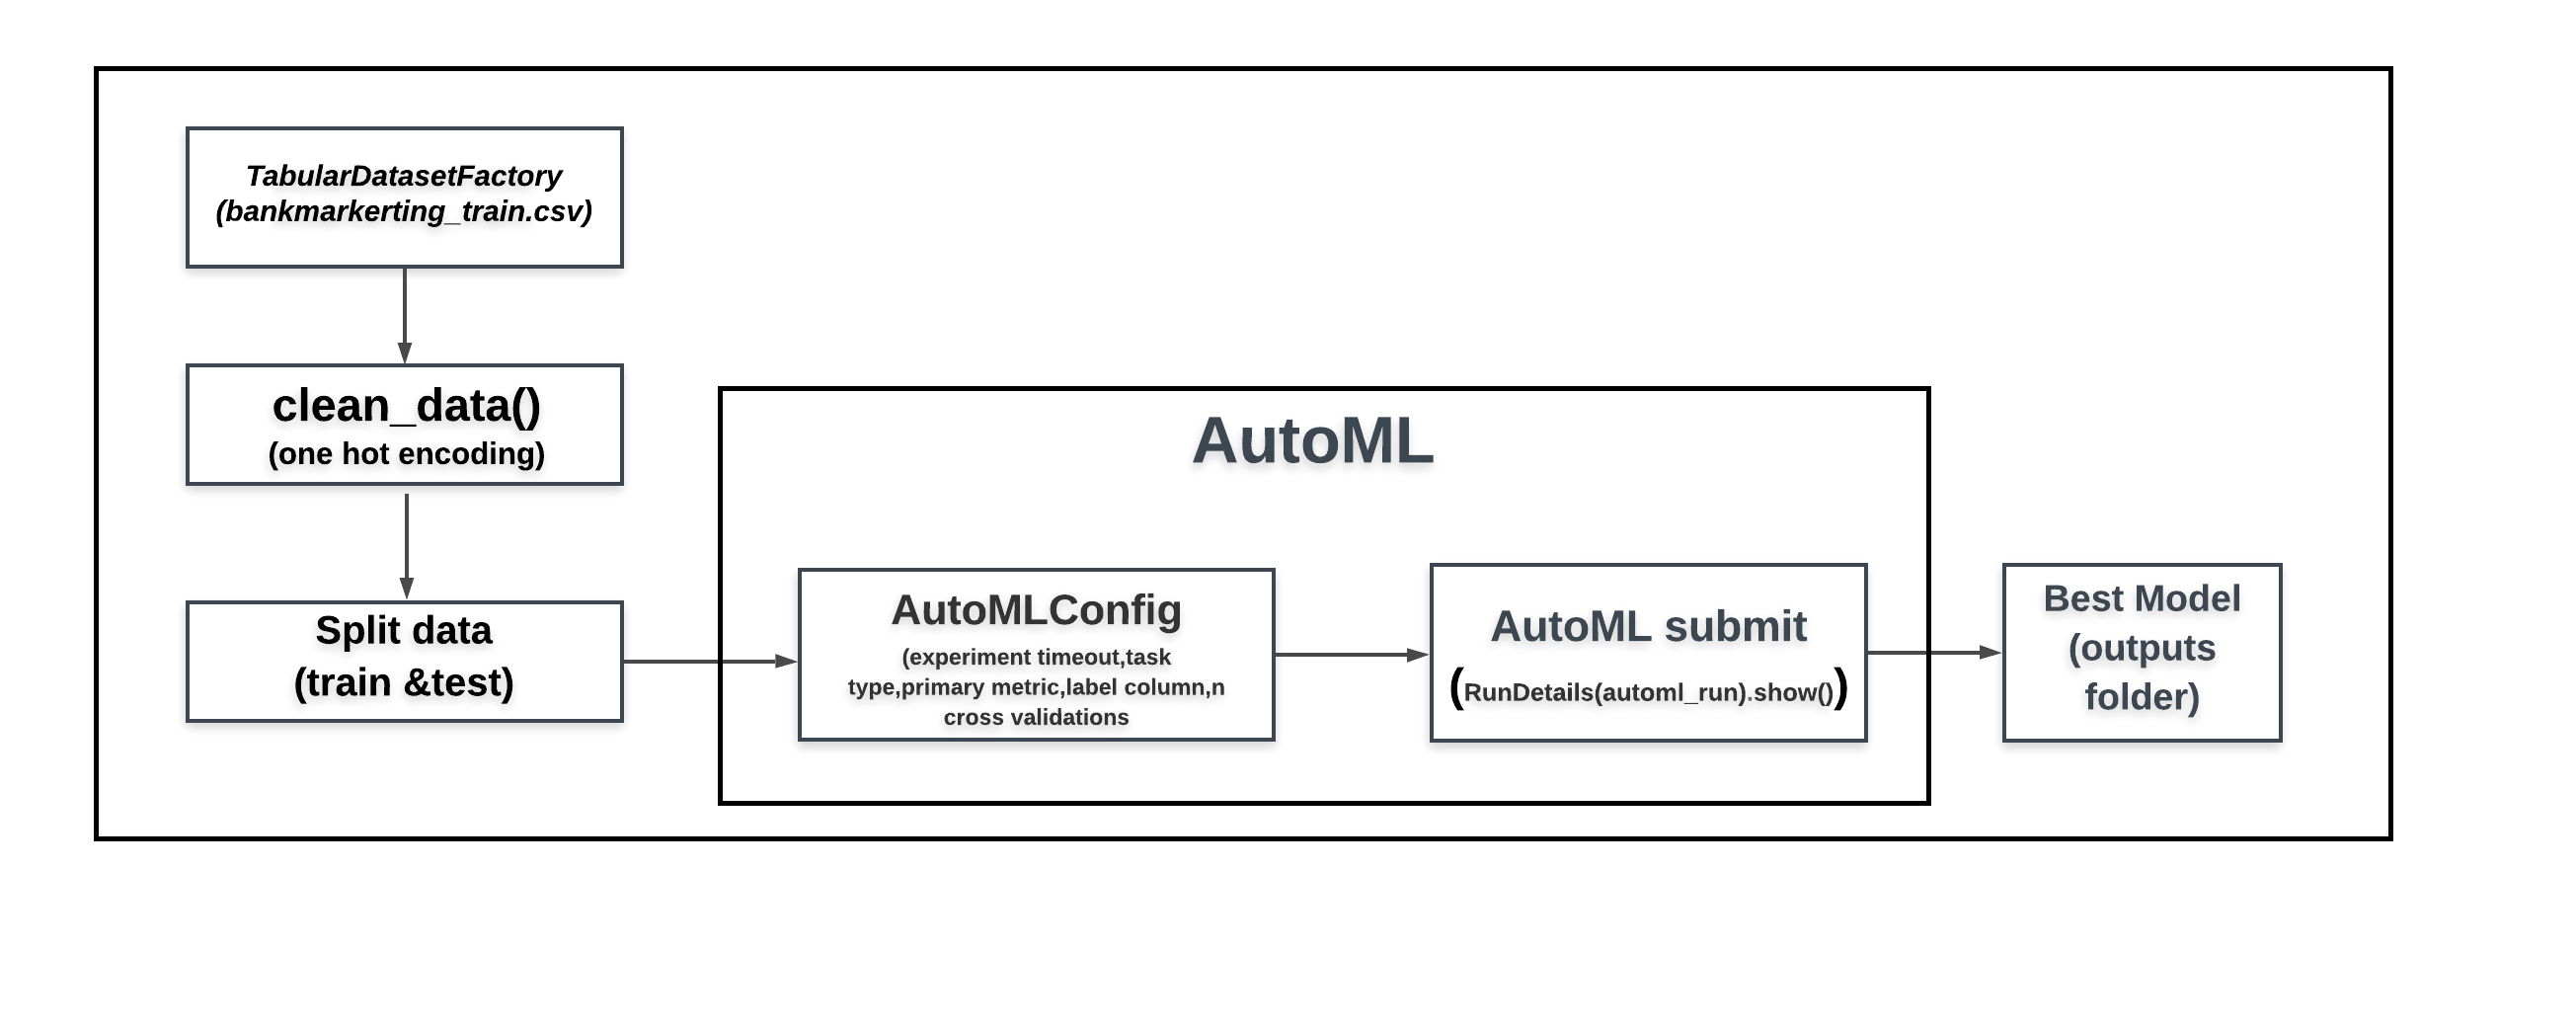 TabularDatasetFactory
(bankmarkerting_train.csv)
clean_data()
(one hot encoding)
Split data
(train &test)
AutoML
AutoMLConfig
(experiment timeout,task
type,primary metric,label column,n
cross validations
AutoML submit
(RunDetails(automl_run).show())
Best Model
(outputs
folder)